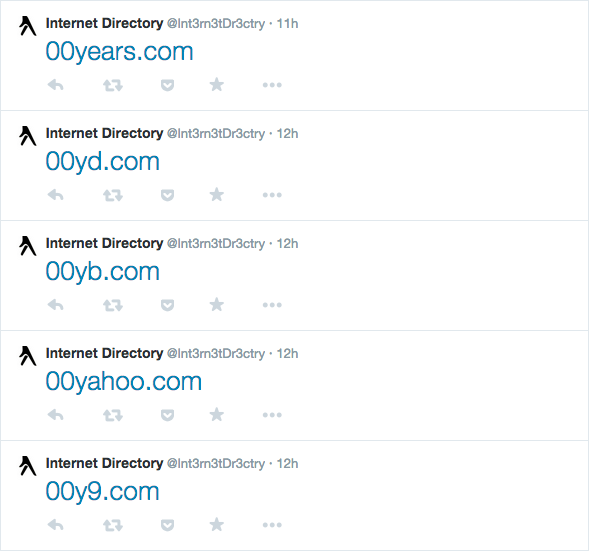 Internet Directory @Int3rn3tDr3ctry · 11h
00years.com
Internet Directory @Int3rn3tDr3ctry · 12h
00yd.com
Internet Directory @Int3rn3tDr3ctry · 12h
00yb.com
Internet Directory @Int3rn3tDr3ctry · 12h
00yahoo.com
Internet Directory @Int3rn3tDr3ctry · 12h
00y9.com